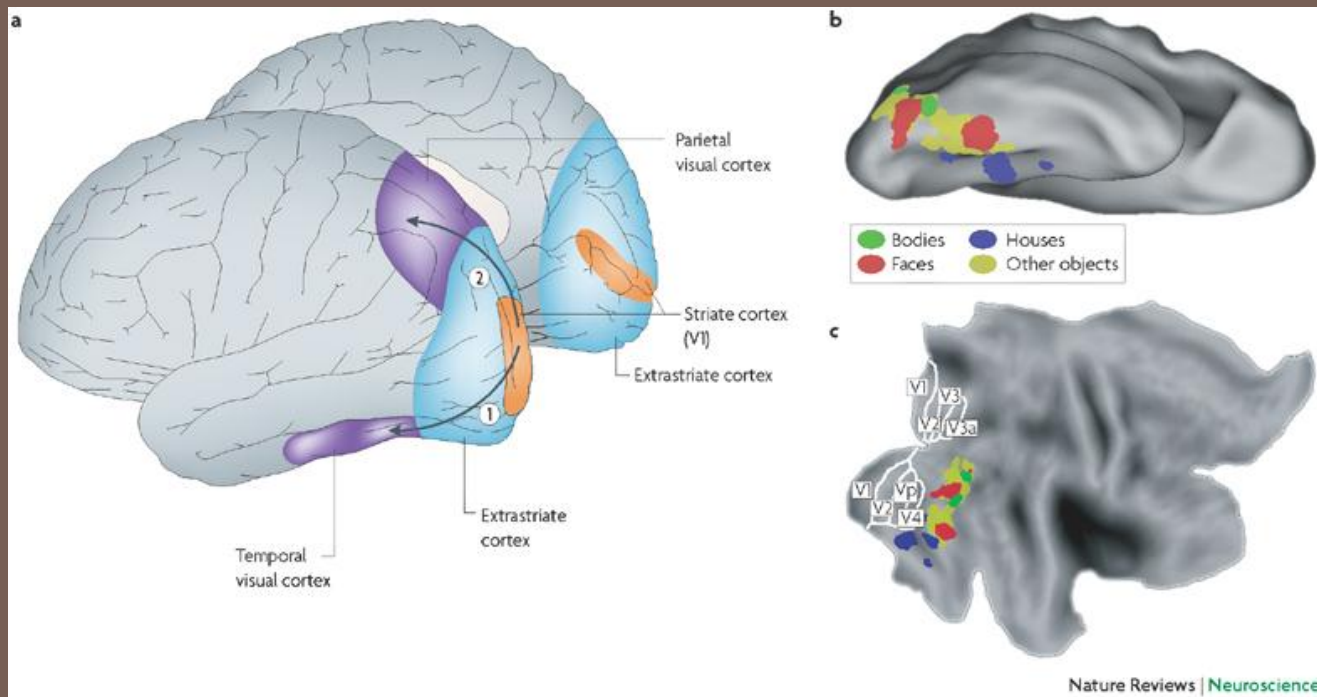 a
Parietal
visual cortex
2
Striate cortex
(V1)
Extrastriate cortex
1
Extrastriate
cortex
Temporal
visual cortex
b
Bodies
Houses
Faces
Other objects
c
V1
V3
V2
V3a
V1
Vp
V2
V4
Nature Reviews | Neuroscience